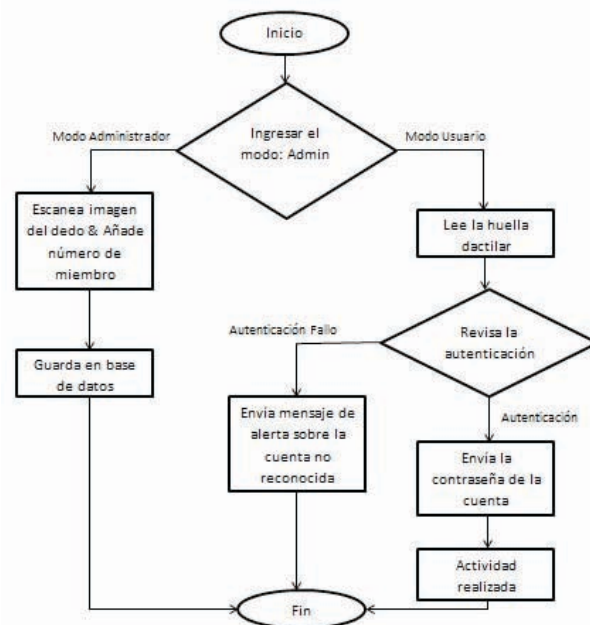 Inicio
Modo Administrador
Ingresar el
modo: Admin
Modo Usuario
Escanea imagen
del dedo & Añade
número de
miembro
Lee la huella
dactilar
Autenticación Fallo
Revisa la
autenticación
Guarda en base
de datos
Envia mensaje de
alerta sobre la
cuenta no
reconocida
Autenticación
Envía la
contraseña de la
cuenta
Actividad
realizada
Fin